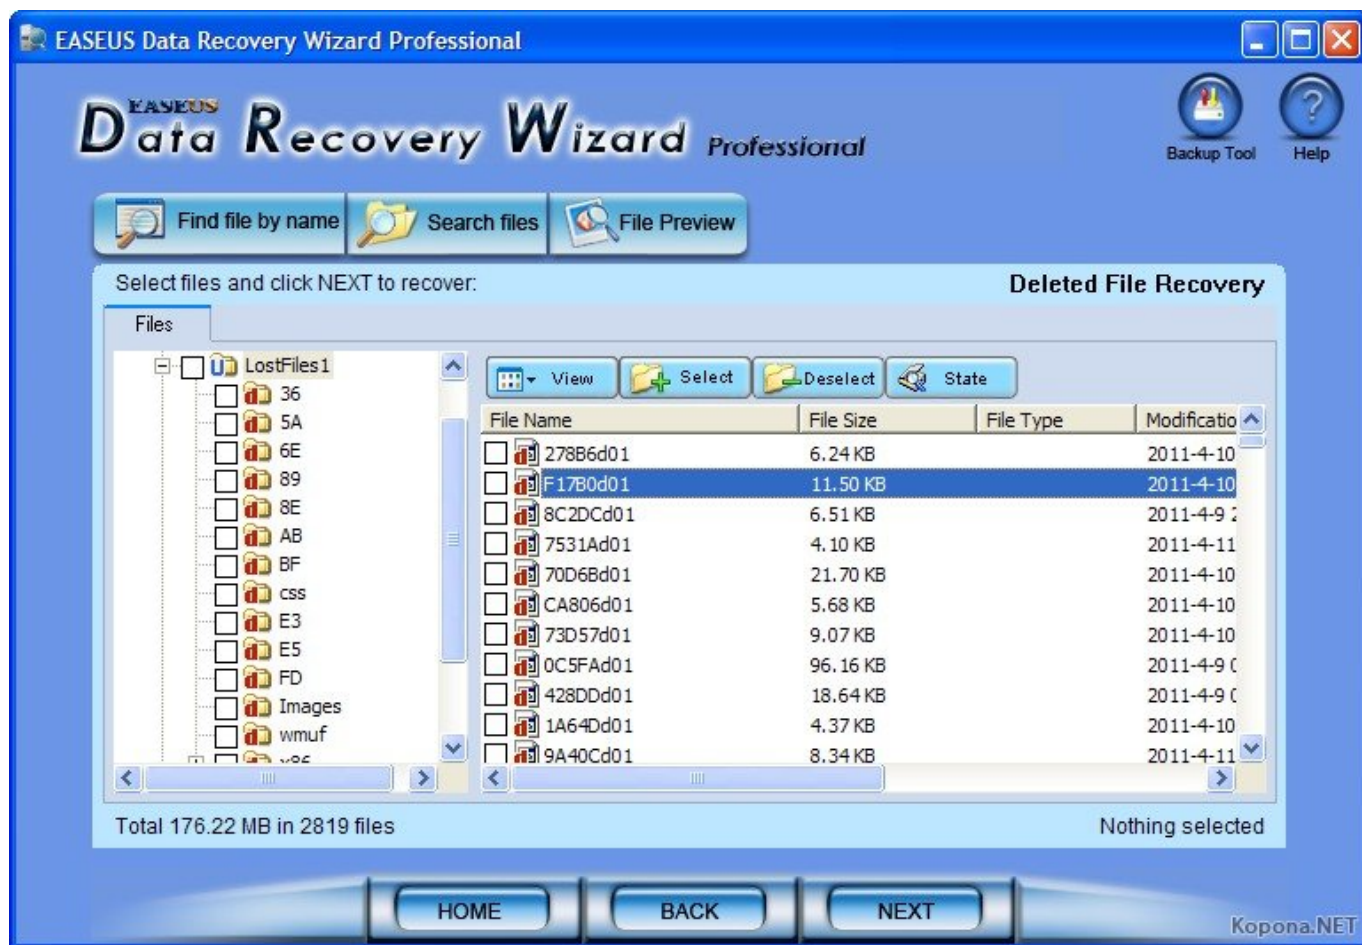 EASEUS Data Recovery Wizard Professional
EASEUS
Data Recovery Wizard Professional
Backup Tool
Help
Find file by name
Search files
File Preview
Select files and click NEXT to recover:
Deleted File Recovery
Files
LostFiles1
36
5A
6E
89
8E
AB
BF
css
E3
E5
FD
Images
wmuf
x86
View
Select
Deselect
State
File Name File Size File Type Modificatio
278B6d01 6.24 KB 2011-4-10
F17B0d01 11.50 KB 2011-4-10
8C2DCd01 6.51 KB 2011-4-9 2
7531Ad01 4.10 KB 2011-4-11
70D6Bd01 21.70 KB 2011-4-10
CA806d01 5.68 KB 2011-4-10
73D57d01 9.07 KB 2011-4-10
0C5FAd01 96.16 KB 2011-4-9 0
428DDd01 18.64 KB 2011-4-9 0
1A64Dd01 4.37 KB 2011-4-10
9A40Cd01 8.34 KB 2011-4-11
Total 176.22 MB in 2819 files
Nothing selected
HOME
BACK
NEXT
Kopona.NET